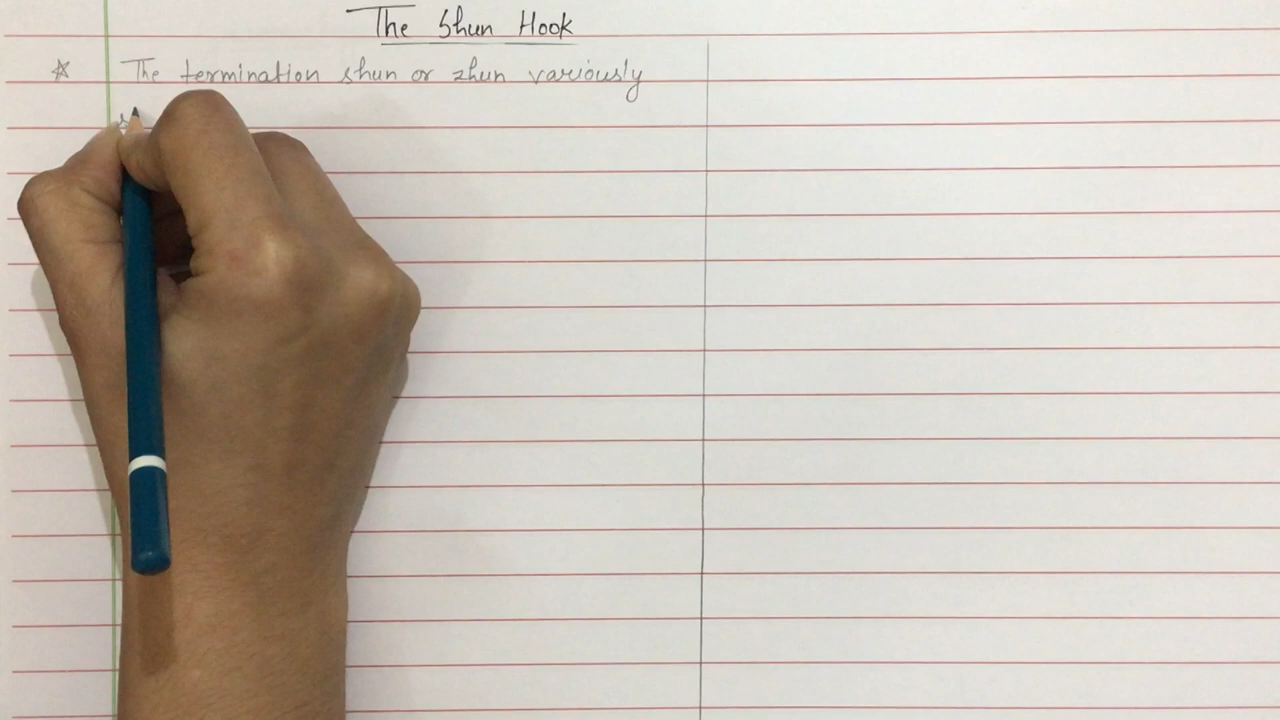 The Shun Hook
☆ The termination shun or zhun variously
s